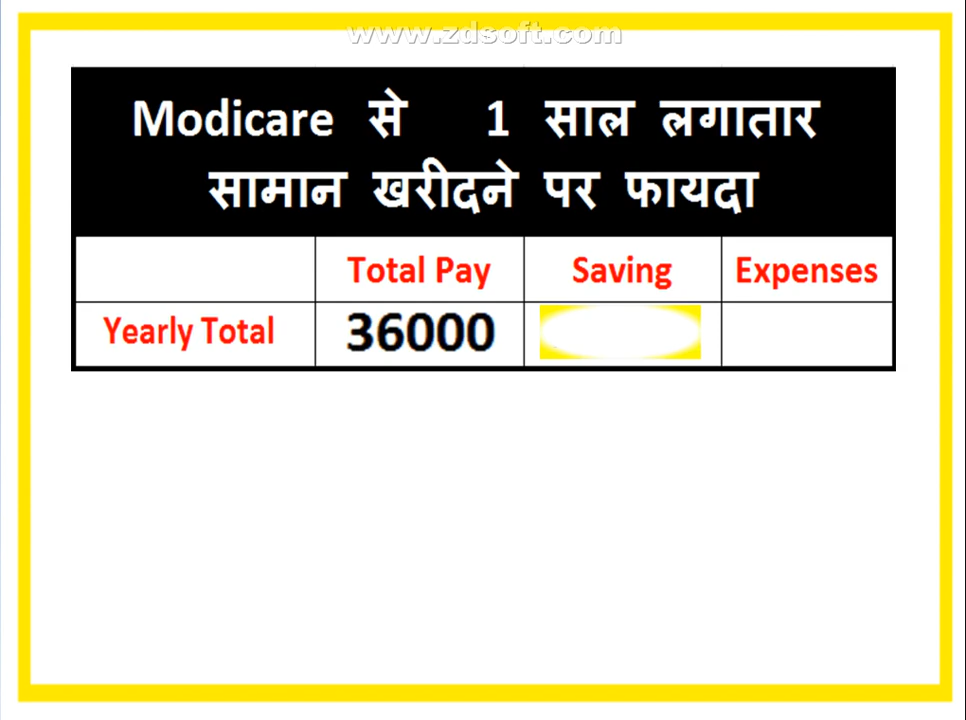 www.zdsoft.com
Modicare से 1 साल लगातार
सामान खरीदने पर फायदा
Total Pay Saving Expenses
Yearly Total 36000